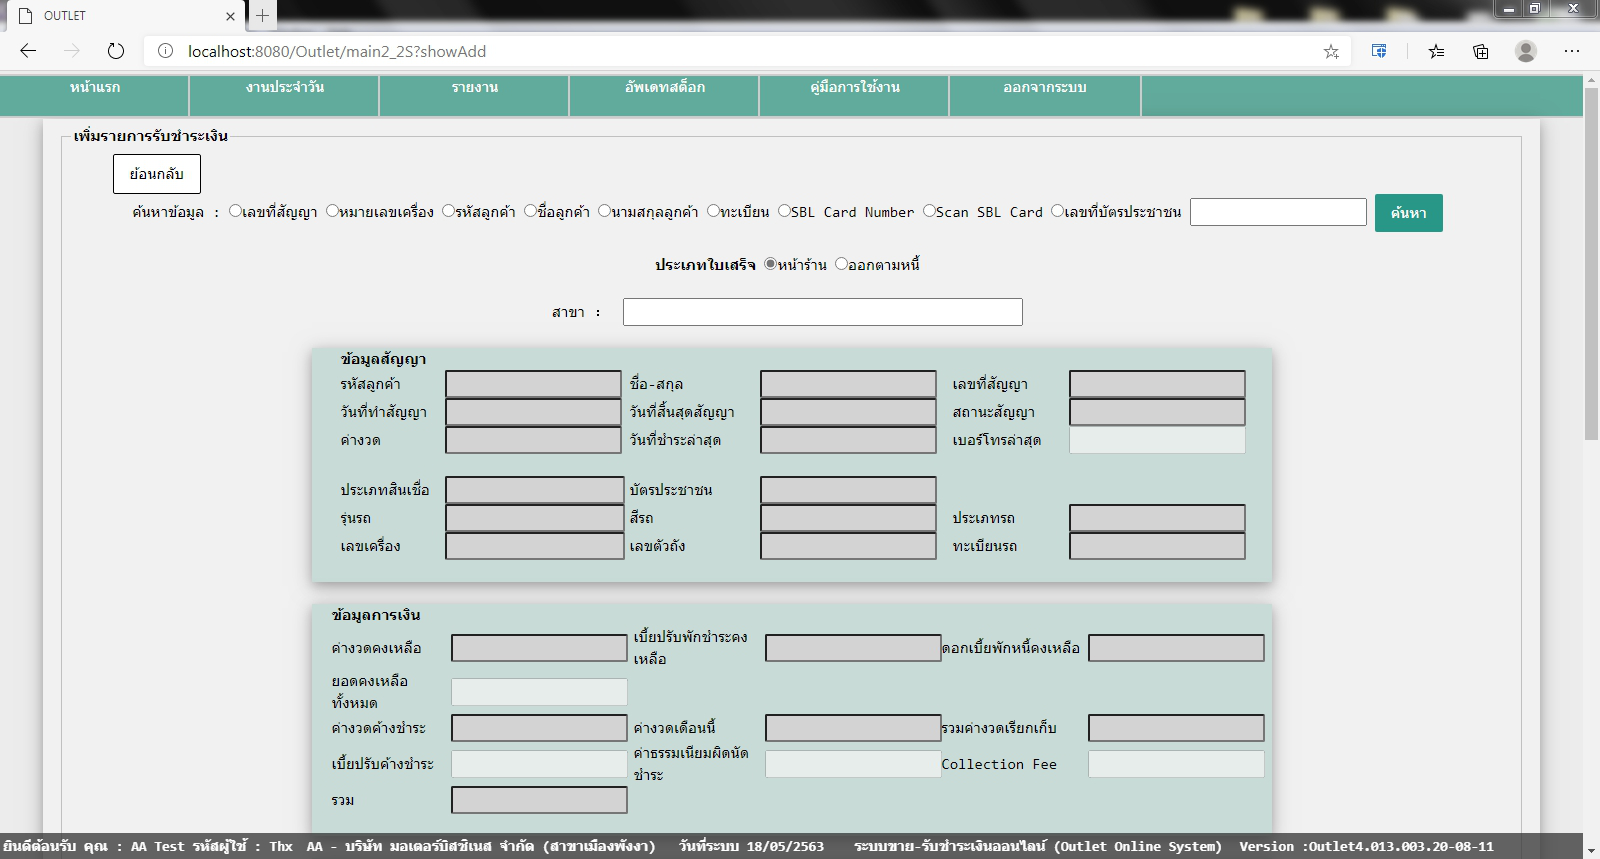 OUTLET
localhost:8080/Outlet/main2_2S?showAdd
หน้าแรก งานประจำวัน รายงาน อัพเดทสต็อก คู่มือการใช้งาน ออกจากระบบ
เพิ่มรายการรับชำระเงิน
ย้อนกลับ
ค้นหาข้อมูล : เลขที่สัญญา หมายเลขเครื่อง รหัสลูกค้า ชื่อลูกค้า นามสกุลลูกค้า ทะเบียน SBL Card Number Scan SBL Card เลขที่บัตรประชาชน ค้นหา
ประเภทใบเสร็จ หน้าร้าน ออกตามหนี้
สาขา :
ข้อมูลสัญญา
รหัสลูกค้า ชื่อ-สกุล เลขที่สัญญา
วันที่ทำสัญญา วันที่สิ้นสุดสัญญา สถานะสัญญา
ค่างวด วันที่ชำระล่าสุด เบอร์โทรล่าสุด
ประเภทสินเชื่อ บัตรประชาชน
รุ่นรถ สีรถ ประเภทรถ
เลขเครื่อง เลขตัวถัง ทะเบียนรถ
ข้อมูลการเงิน
ค่างวดคงเหลือ เบี้ยปรับพักชำระคง
เหลือ ดอกเบี้ยพักหนี้คงเหลือ
ยอดคงเหลือ
ทั้งหมด
ค่างวดค้างชำระ ค่างวดเดือนนี้ รวมค่างวดเรียกเก็บ
เบี้ยปรับค้างชำระ ค่าธรรมเนียมผิดนัด
ชำระ Collection Fee
รวม
ยินดีต้อนรับ คุณ : AA Test รหัสผู้ใช้ : Thx AA - บริษัท มอเตอร์บิสซิเนส จำกัด (สาขาเมืองพังงา) วันที่ระบบ 18/05/2563 ระบบขาย-รับชำระเงินออนไลน์ (Outlet Online System) Version :Outlet4.013.003.20-08-11